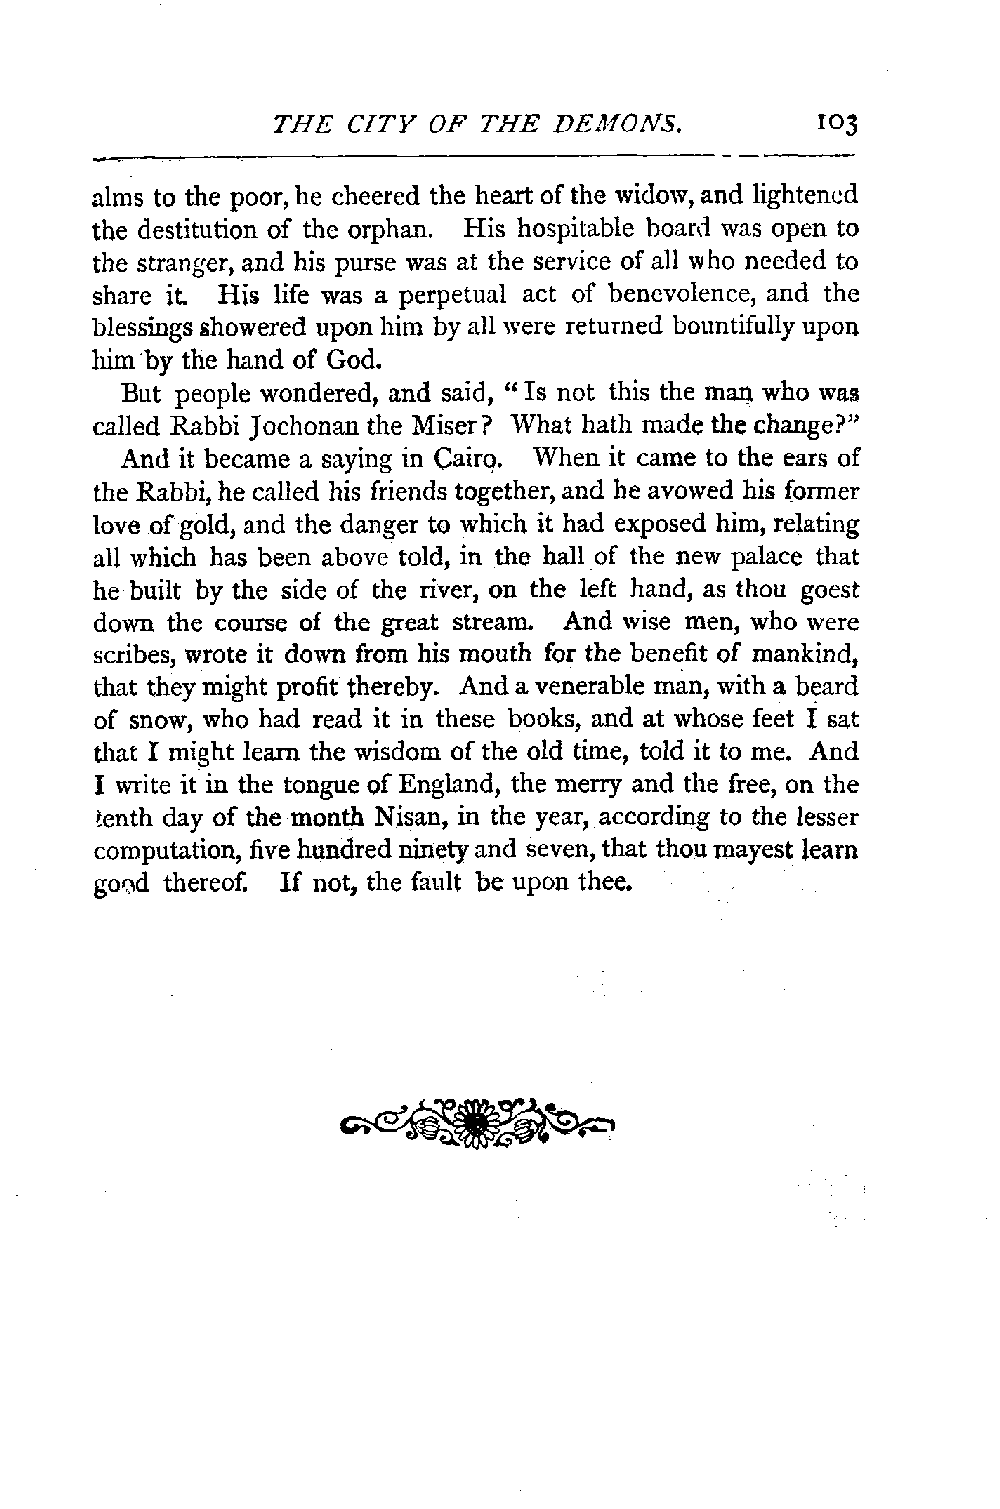 THE CITY OF THE DEMONS. 103
alms to the poor, he cheered the heart of the widow, and lightened
the destitution of the orphan. His hospitable board was open to
the stranger, and his purse was at the service of all who needed to
share it. His life was a perpetual act of benevolence, and the
blessings showered upon him by all were returned bountifully upon
him by the hand of God.
But people wondered, and said, “Is not this the man who was
called Rabbi Jochonan the Miser? What hath made the change?”
And it became a saying in Cairo. When it came to the ears of
the Rabbi, he called his friends together, and he avowed his former
love of gold, and the danger to which it had exposed him, relating
all which has been above told, in the hall of the new palace that
he built by the side of the river, on the left hand, as thou goest
down the course of the great stream. And wise men, who were
scribes, wrote it down from his mouth for the benefit of mankind,
that they might profit thereby. And a venerable man, with a beard
of snow, who had read it in these books, and at whose feet I sat
that I might learn the wisdom of the old time, told it to me. And
I write it in the tongue of England, the merry and the free, on the
tenth day of the month Nisan, in the year, according to the lesser
computation, five hundred ninety and seven, that thou mayest learn
good thereof. If not, the fault be upon thee.